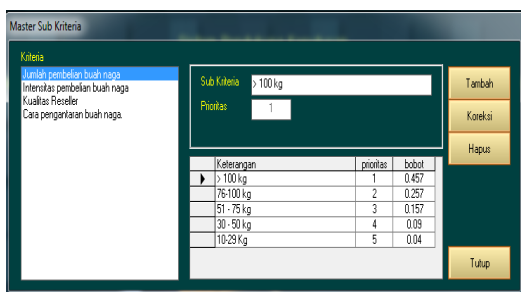 Master Sub Kriteria
Kriteria
Jumlah pembelian buah naga
Intensitas pembelian buah naga
Kualitas Reseller
Cara pengantaran buah naga.
Sub Kriteria > 100 kg
Prioritas 1
Tambah
Koreksi
Hapus
Keterangan prioritas bobot
> 100 kg 1 0.457
76-100 kg 2 0.257
51 - 75 kg 3 0.157
30 - 50 kg 4 0.09
10-29 Kg 5 0.04
Tutup